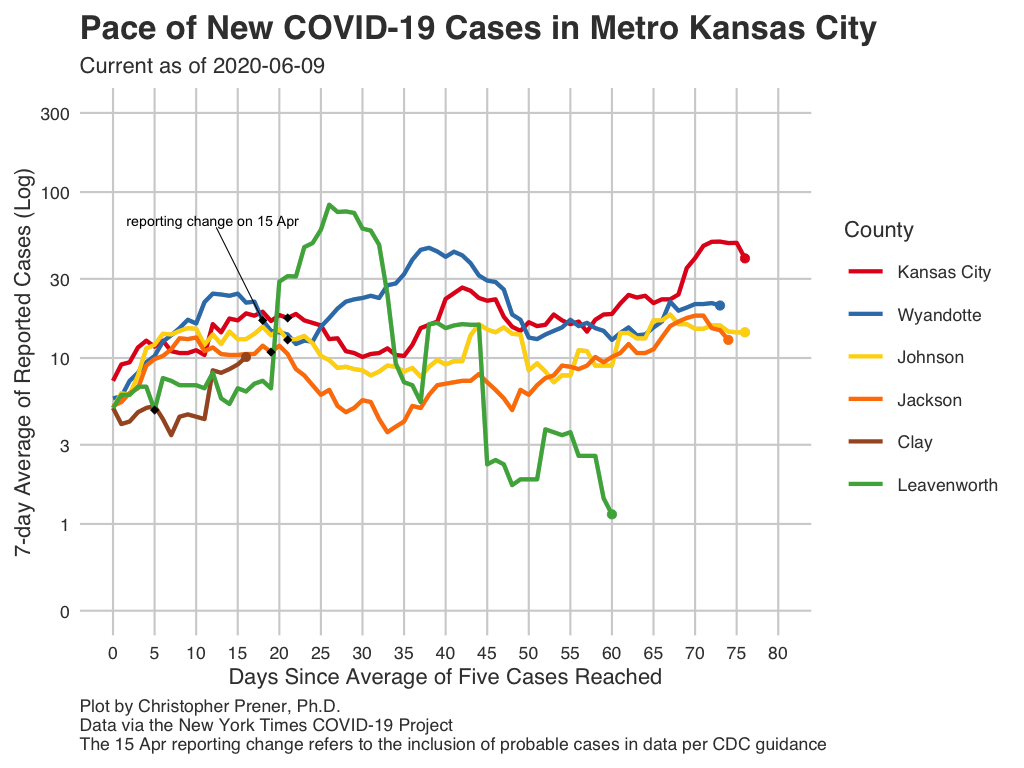 Pace of New COVID-19 Cases in Metro Kansas City
Current as of 2020-06-09
7-day Average of Reported Cases (Log)
300
100
30
10
3
1
0
reporting change on 15 Apr
0 5 10 15 20 25 30 35 40 45 50 55 60 65 70 75 80
Days Since Average of Five Cases Reached
County
Kansas City
Wyandotte
Johnson
Jackson
Clay
Leavenworth
Plot by Christopher Prener, Ph.D.
Data via the New York Times COVID-19 Project
The 15 Apr reporting change refers to the inclusion of probable cases in data per CDC guidance